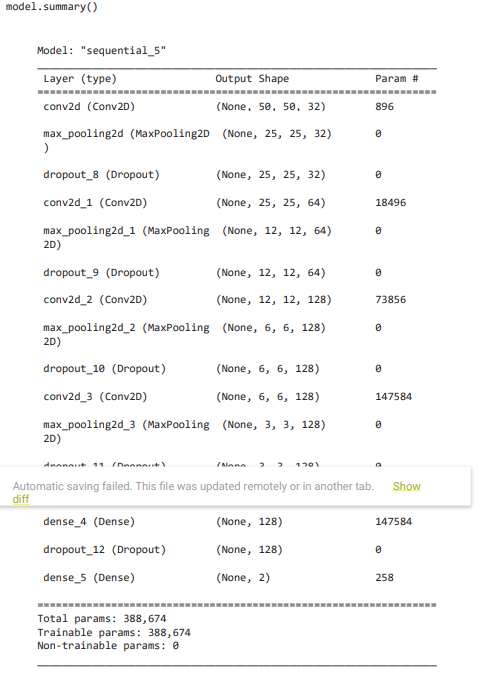 model.summary()
Model: "sequential_5"
Layer (type) Output Shape Param #
conv2d (Conv2D) (None, 50, 50, 32) 896
max_pooling2d (MaxPooling2D (None, 25, 25, 32) 0
)
dropout_8 (Dropout) (None, 25, 25, 32) 0
conv2d_1 (Conv2D) (None, 25, 25, 64) 18496
max_pooling2d_1 (MaxPooling (None, 12, 12, 64) 0
2D)
dropout_9 (Dropout) (None, 12, 12, 64) 0
conv2d_2 (Conv2D) (None, 12, 12, 128) 73856
max_pooling2d_2 (MaxPooling (None, 6, 6, 128) 0
2D)
dropout_10 (Dropout) (None, 6, 6, 128) 0
conv2d_3 (Conv2D) (None, 6, 6, 128) 147584
max_pooling2d_3 (MaxPooling (None, 3, 3, 128) 0
2D)
dropout_11 (Dropout) (None, 3, 3, 128) 0
Automatic saving failed. This file was updated remotely or in another tab. Show
diff
dense_4 (Dense) (None, 128) 147584
dropout_12 (Dropout) (None, 128) 0
dense_5 (Dense) (None, 2) 258
Total params: 388,674
Trainable params: 388,674
Non-trainable params: 0